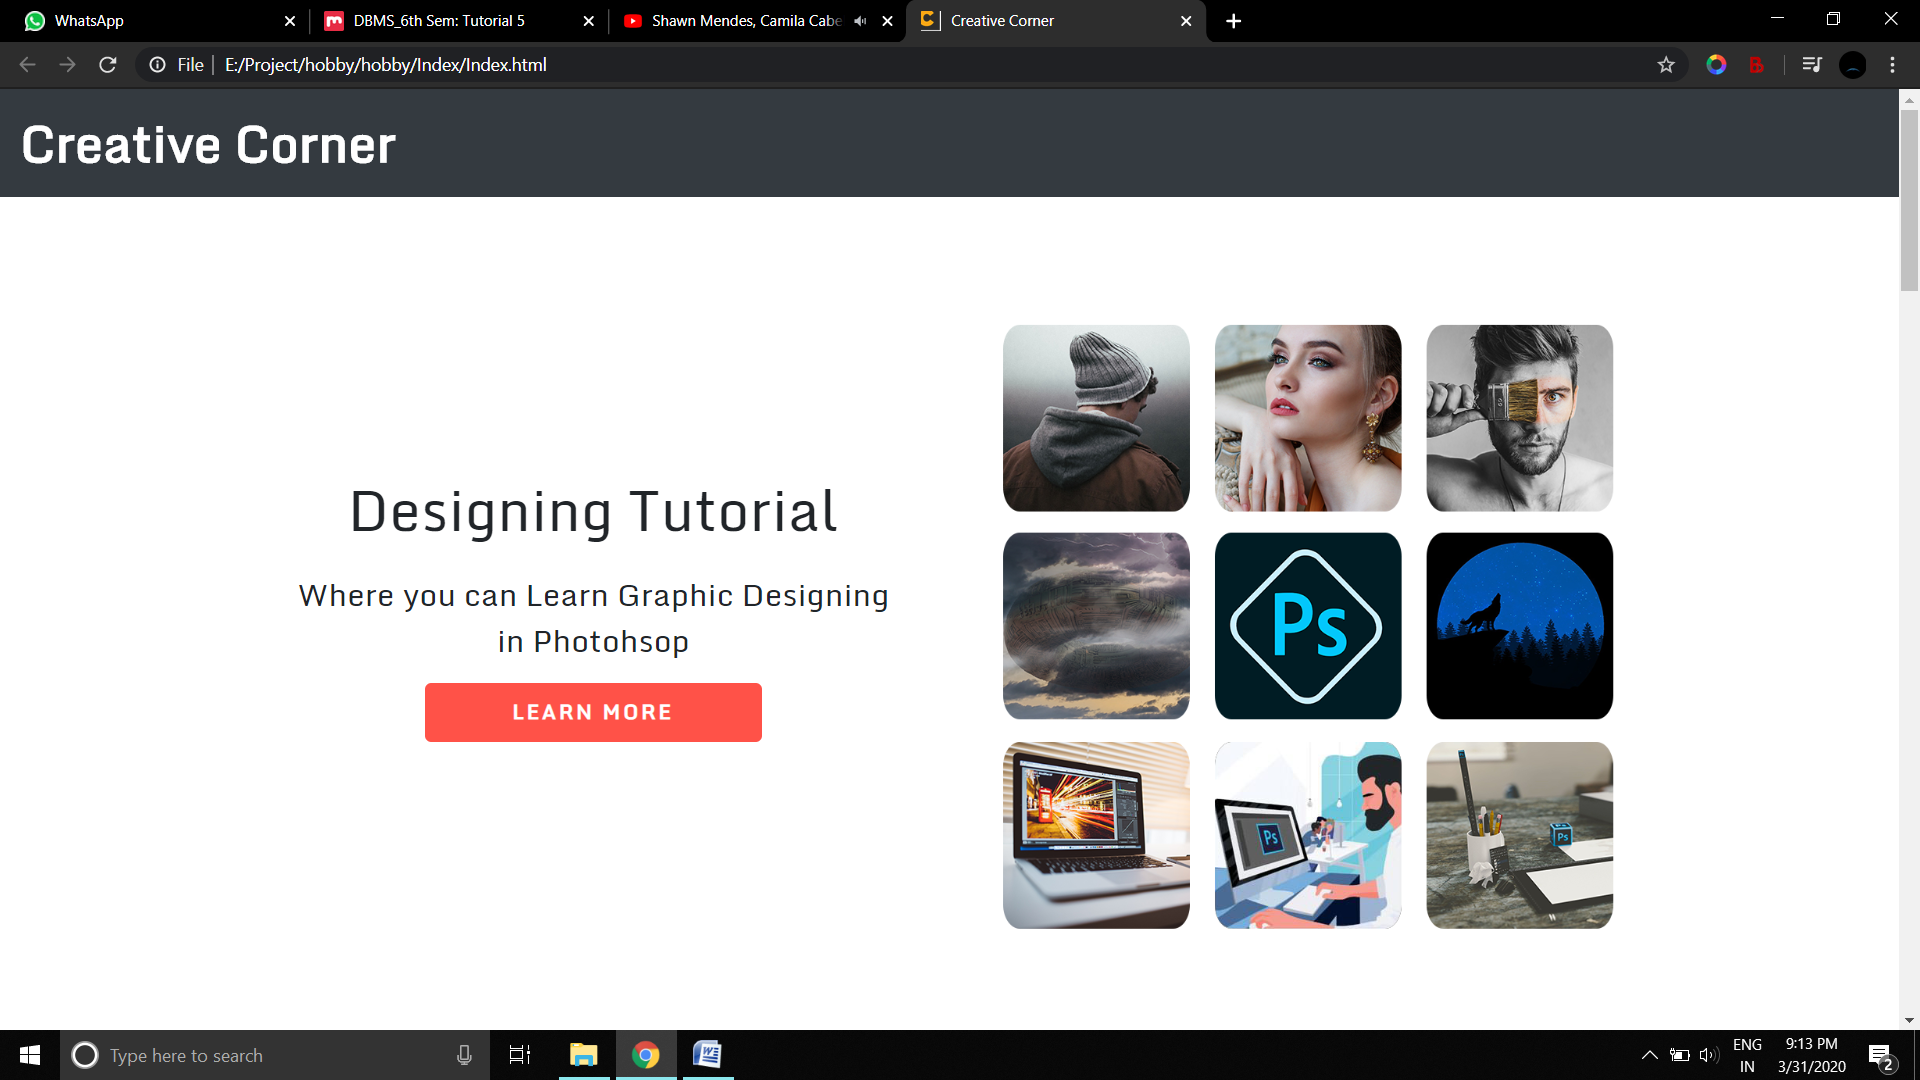 WhatsApp
DBMS_6th Sem: Tutorial 5
Shawn Mendes, Camila Cabe
Creative Corner
File
E:/Project/hobby/hobby/Index/Index.html
Creative Corner
Designing Tutorial
Where you can Learn Graphic Designing
in Photohsop
LEARN MORE
Ps
Ps
Ps
Type here to search
ENG
IN
9:13 PM
3/31/2020
2